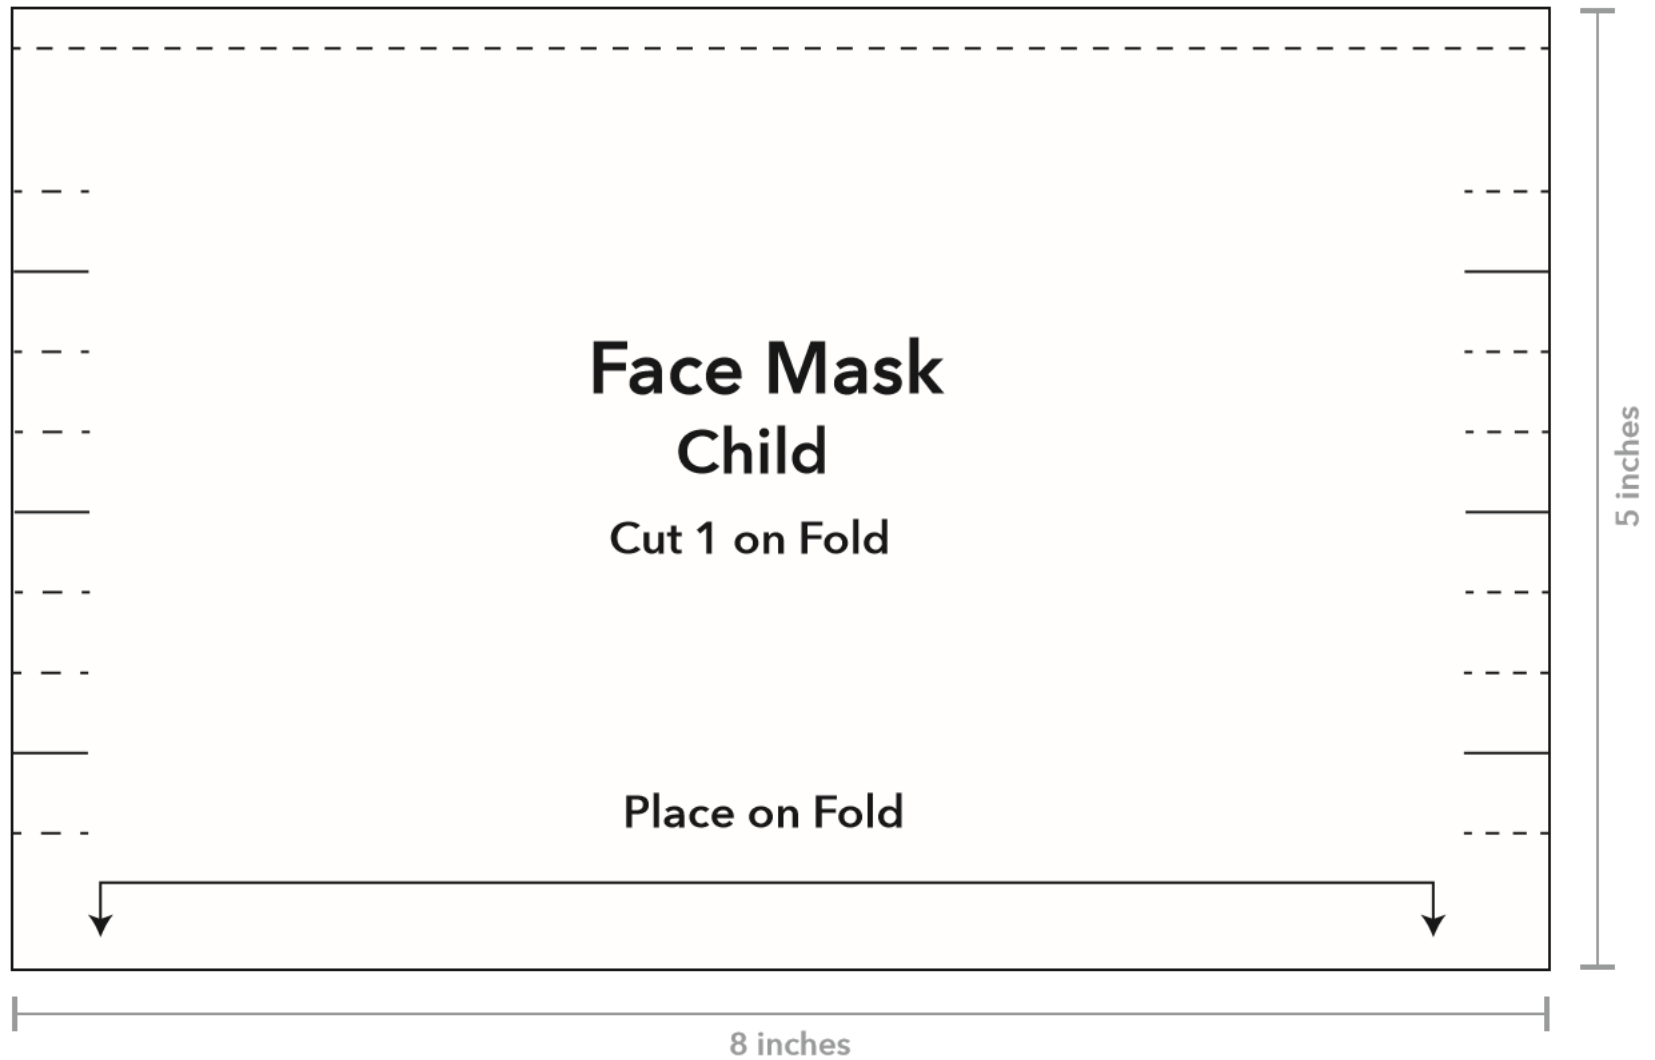 Face Mask
Child
Cut 1 on Fold
Place on Fold
5 inches
8 inches